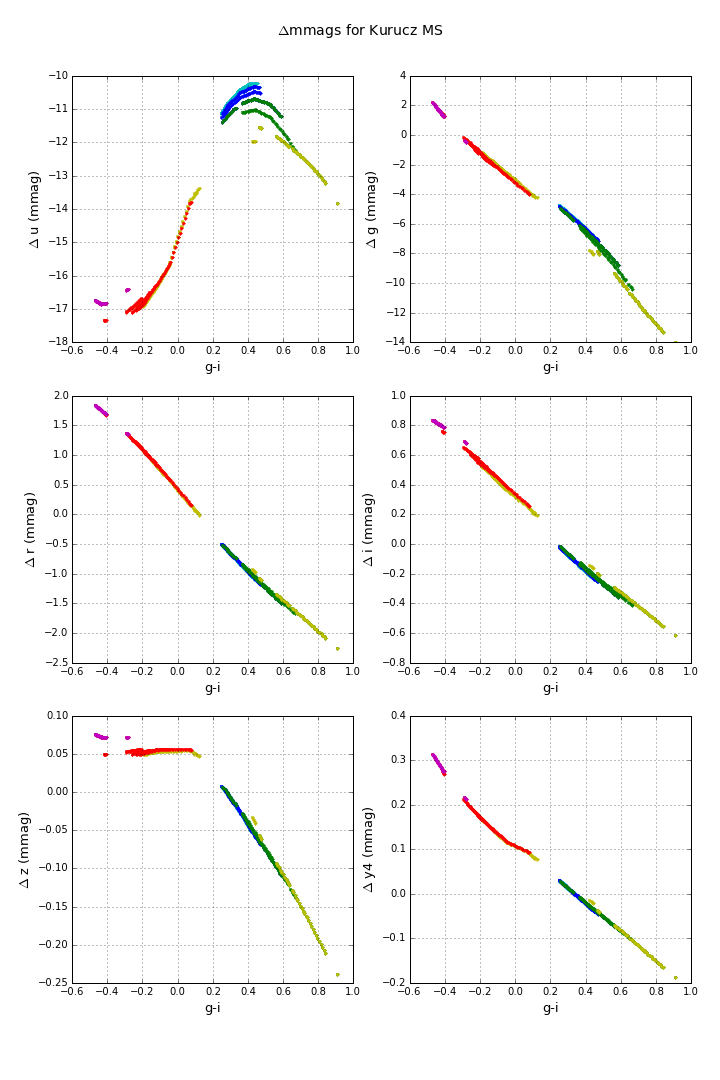 Δmmags for Kurucz MS
−10
−11
−12
−13
−14
−15
−16
−17
−18
Δ u (mmag)
−0.6 −0.4 −0.2 0.0 0.2 0.4 0.6 0.8 1.0
g-i
4
2
0
−2
−4
−6
−8
−10
−12
−14
Δ g (mmag)
−0.6 −0.4 −0.2 0.0 0.2 0.4 0.6 0.8 1.0
g-i
2.0
1.5
1.0
0.5
0.0
−0.5
−1.0
−1.5
−2.0
−2.5
Δ r (mmag)
−0.6 −0.4 −0.2 0.0 0.2 0.4 0.6 0.8 1.0
g-i
1.0
0.8
0.6
0.4
0.2
0.0
−0.2
−0.4
−0.6
−0.8
Δ i (mmag)
−0.6 −0.4 −0.2 0.0 0.2 0.4 0.6 0.8 1.0
g-i
0.10
0.05
0.00
−0.05
−0.10
−0.15
−0.20
−0.25
Δ z (mmag)
−0.6 −0.4 −0.2 0.0 0.2 0.4 0.6 0.8 1.0
g-i
0.4
0.3
0.2
0.1
0.0
−0.1
−0.2
Δ y4 (mmag)
−0.6 −0.4 −0.2 0.0 0.2 0.4 0.6 0.8 1.0
g-i